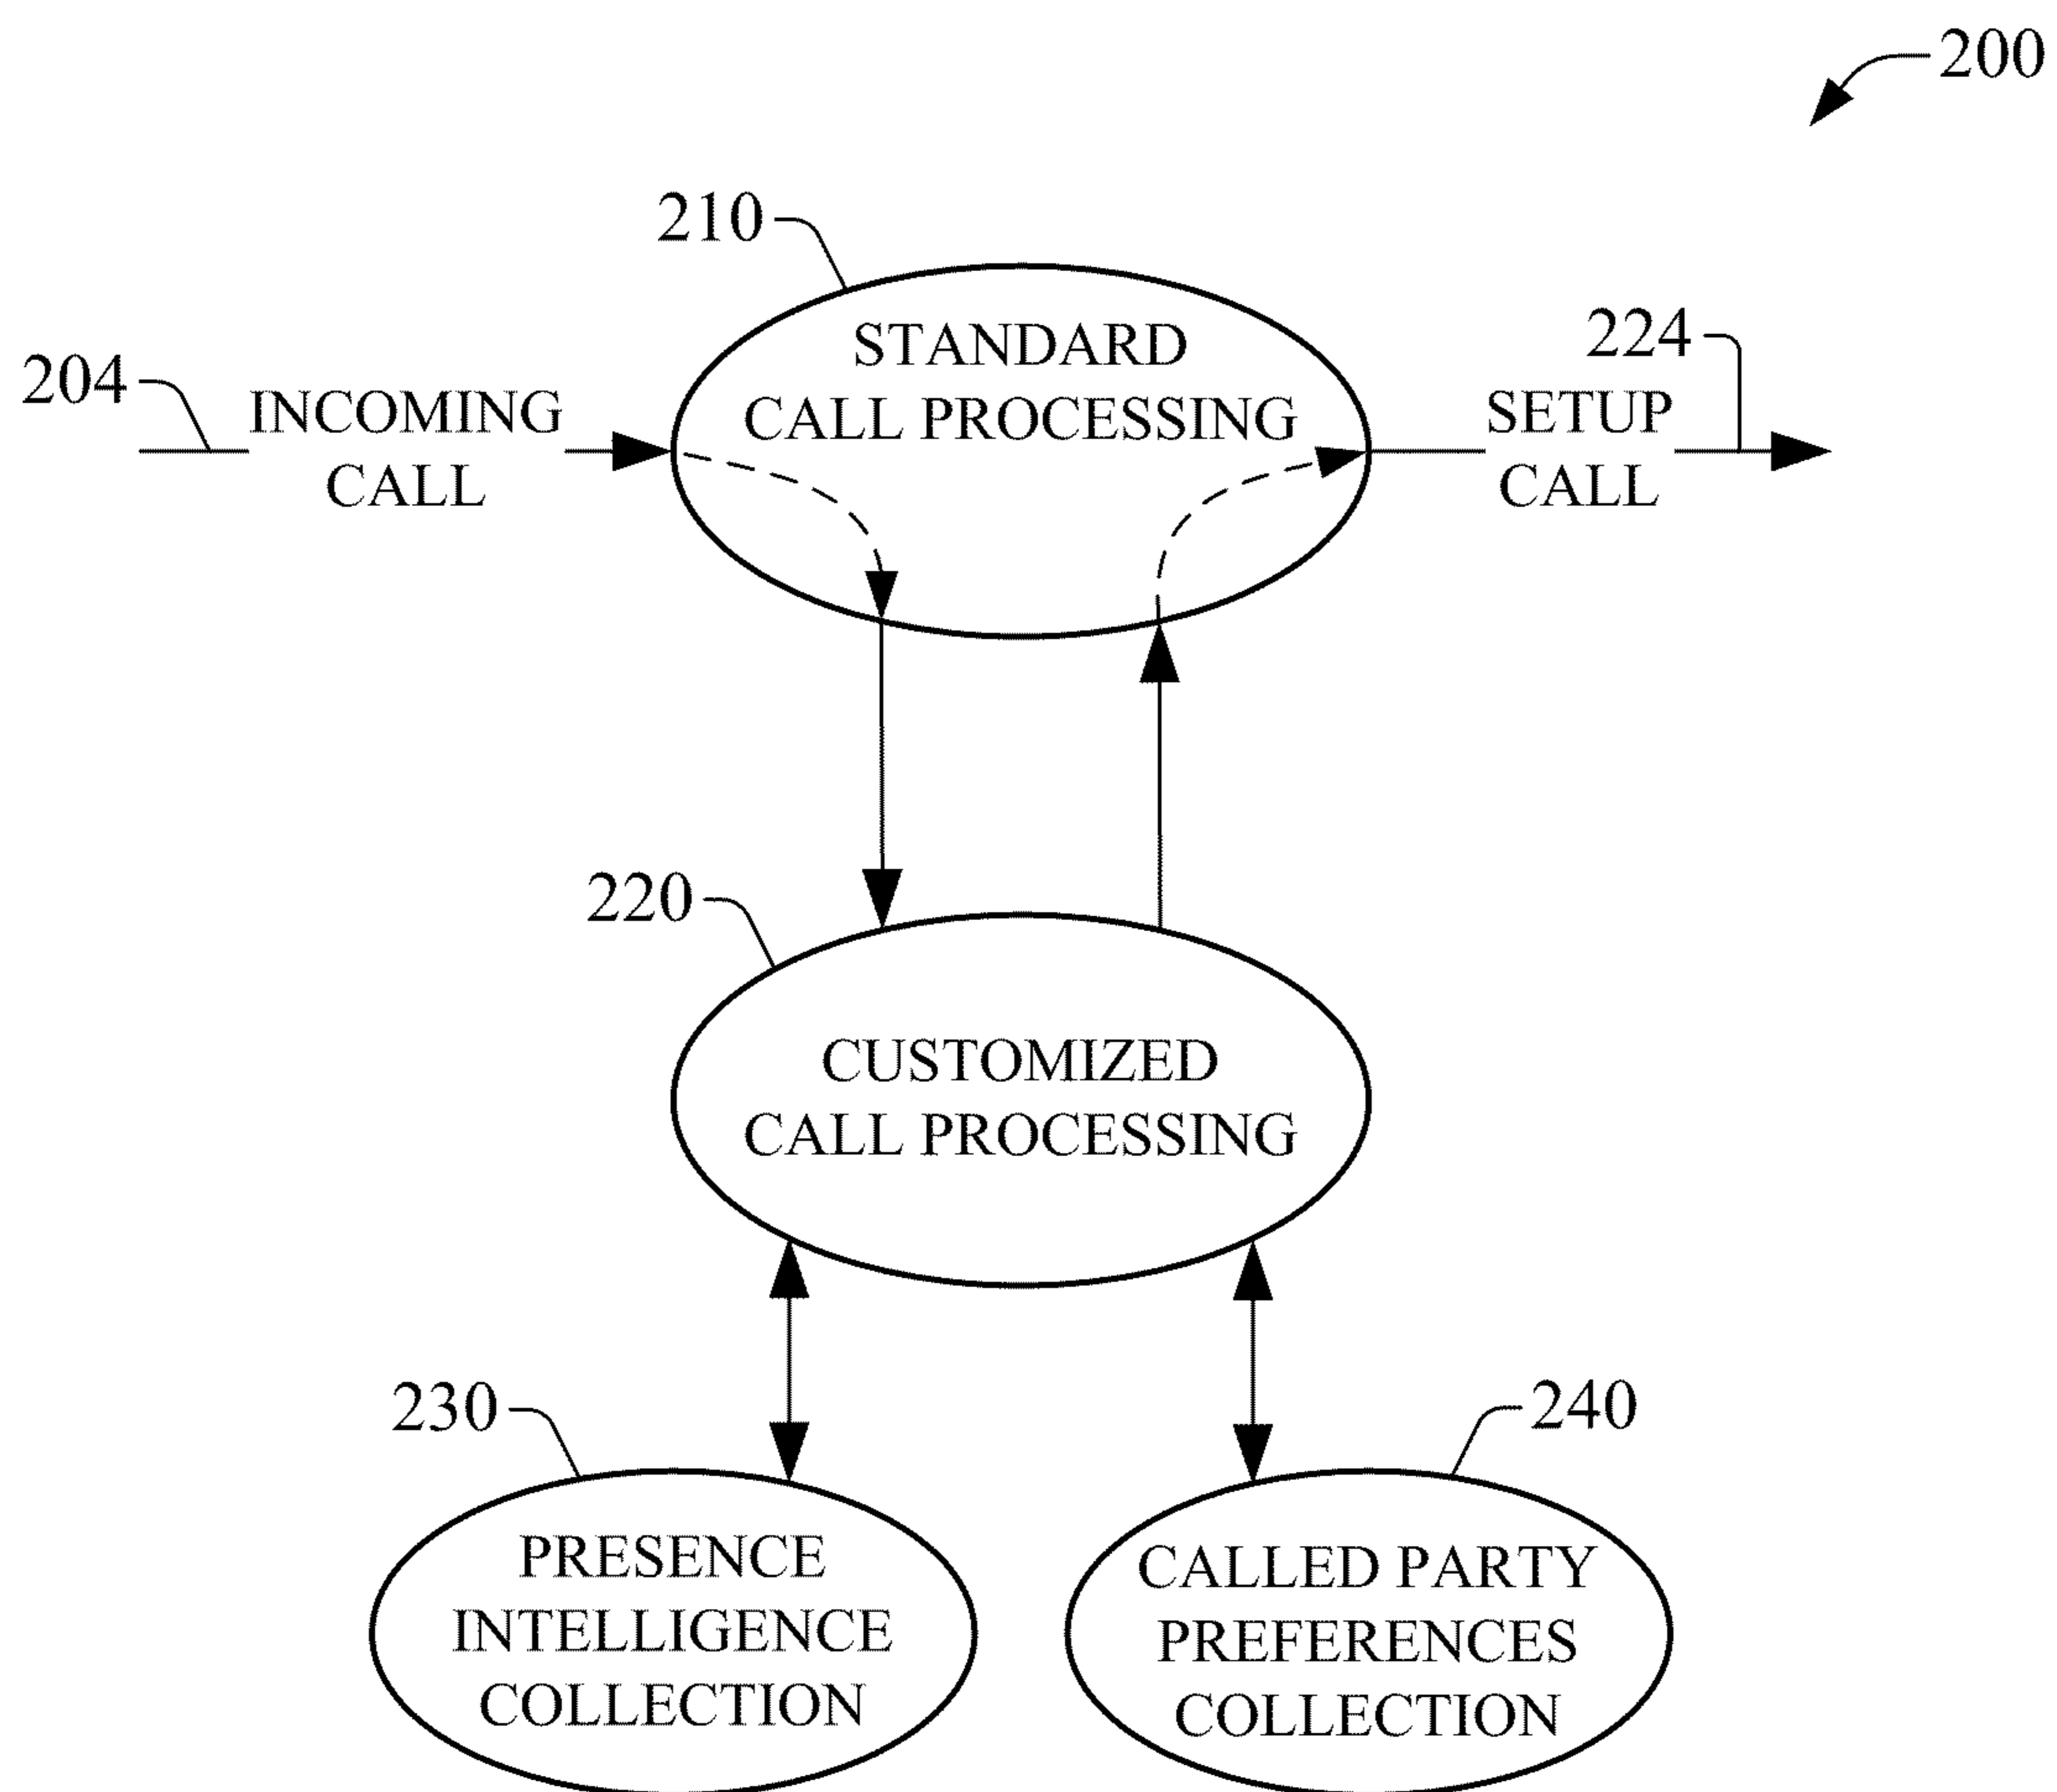 200
210
STANDARD
CALL PROCESSING
204
INCOMING
CALL
224
SETUP
CALL
220
CUSTOMIZED
CALL PROCESSING
230
PRESENCE
INTELLIGENCE
COLLECTION
240
CALLED PARTY
PREFERENCES
COLLECTION